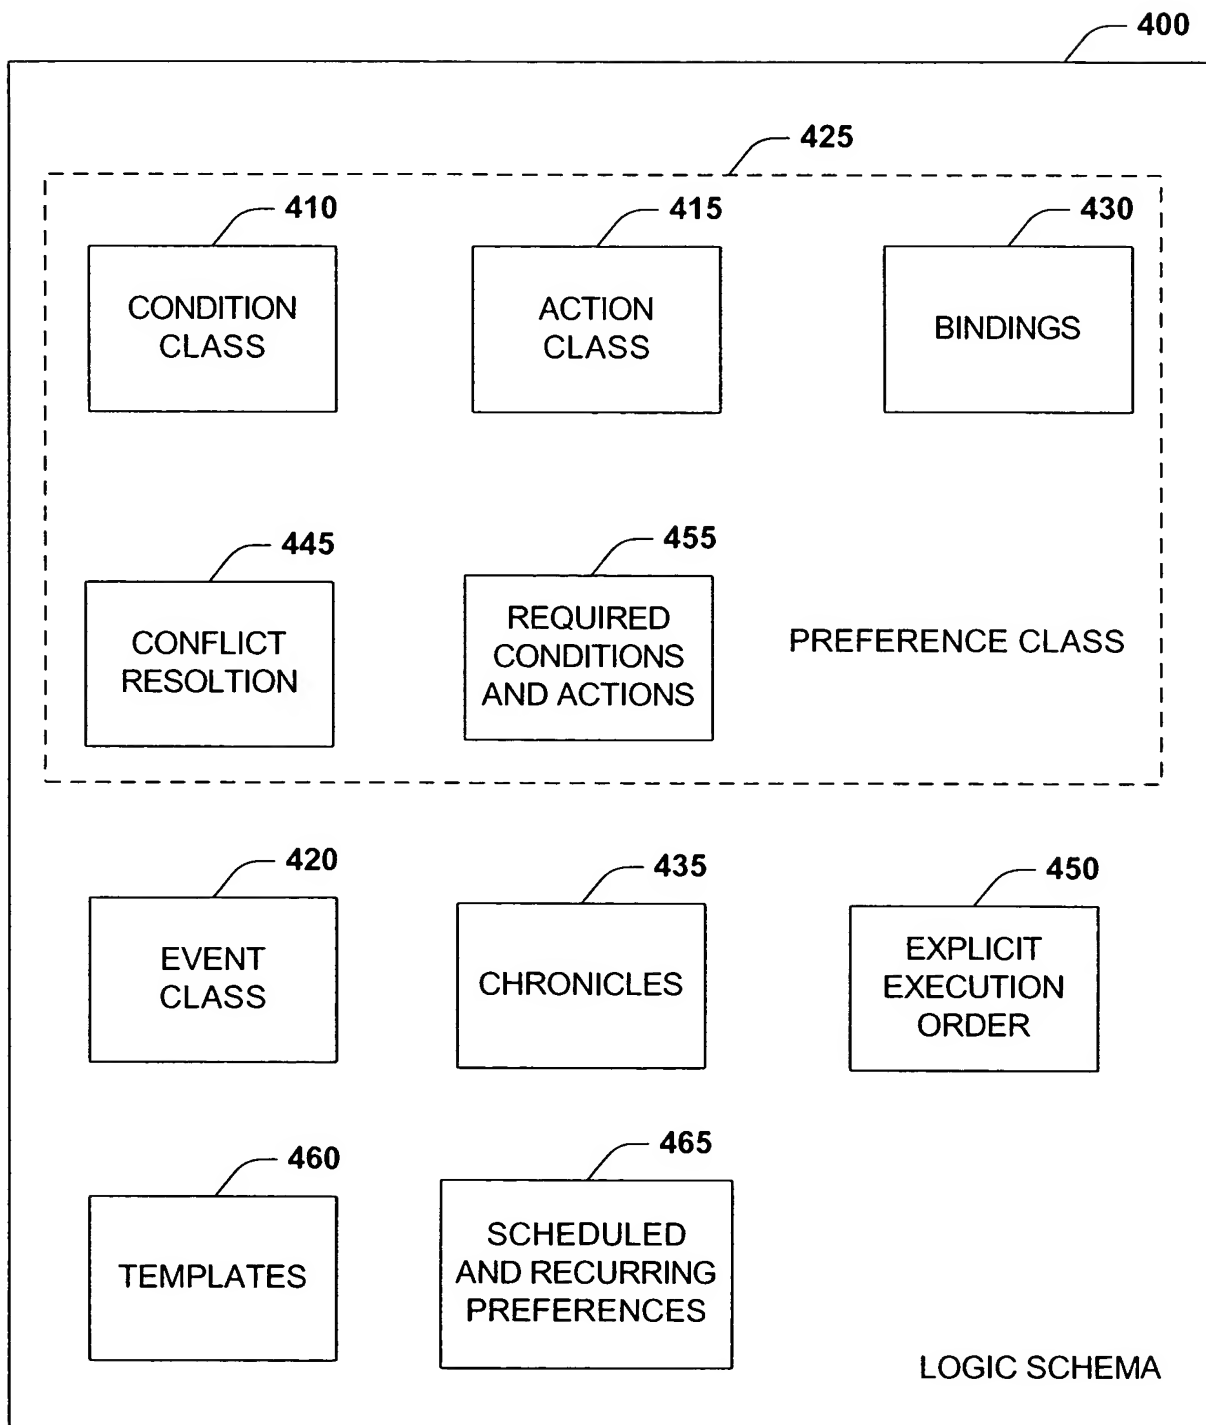 400
425
410
415
430
CONDITION
CLASS
ACTION
CLASS
BINDINGS
445
455
CONFLICT
RESOLTION
REQUIRED
CONDITIONS
AND ACTIONS
PREFERENCE CLASS
420
435
450
EVENT
CLASS
CHRONICLES
EXPLICIT
EXECUTION
ORDER
460
465
TEMPLATES
SCHEDULED
AND RECURRING
PREFERENCES
LOGIC SCHEMA